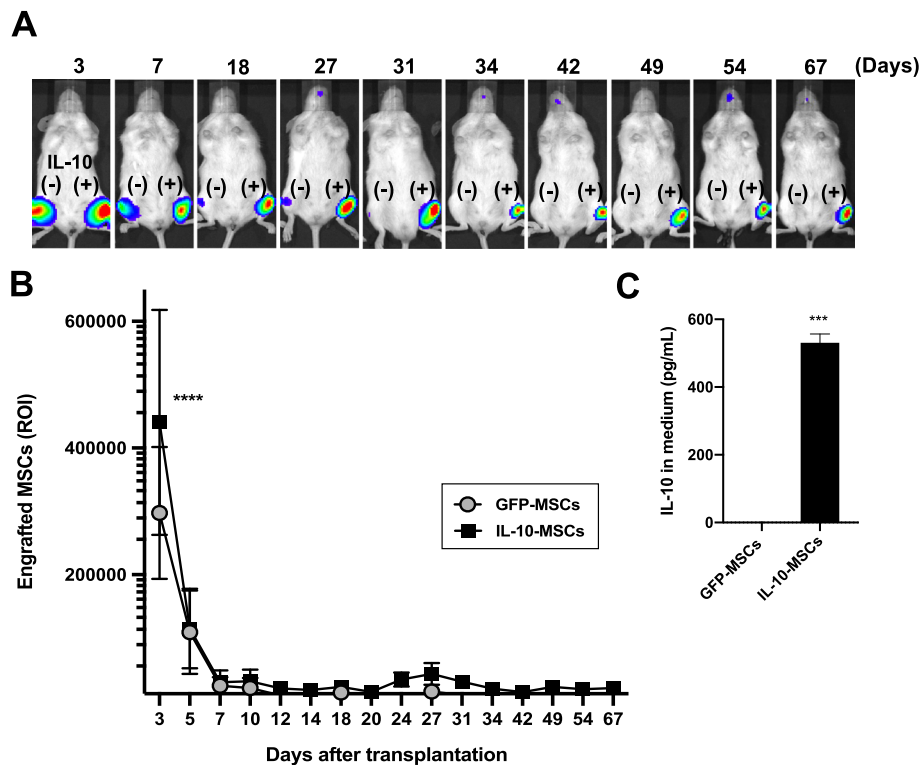 A
3 7 18 27 31 34 42 49 54 67 (Days)
IL-10
(-) (+) (-) (+) (-) (+) (-) (+) (-) (+) (-) (+) (-) (+) (-) (+) (-) (+) (-) (+)
B
600000
400000
200000
Engrafted MSCs (ROI)
****
GFP-MSCs
IL-10-MSCs
3 5 7 10 12 14 18 20 24 27 31 34 42 49 54 67
Days after transplantation
C
600
400
200
0
IL-10 in medium (pg/mL)
***
GFP-MSCs
IL-10-MSCs